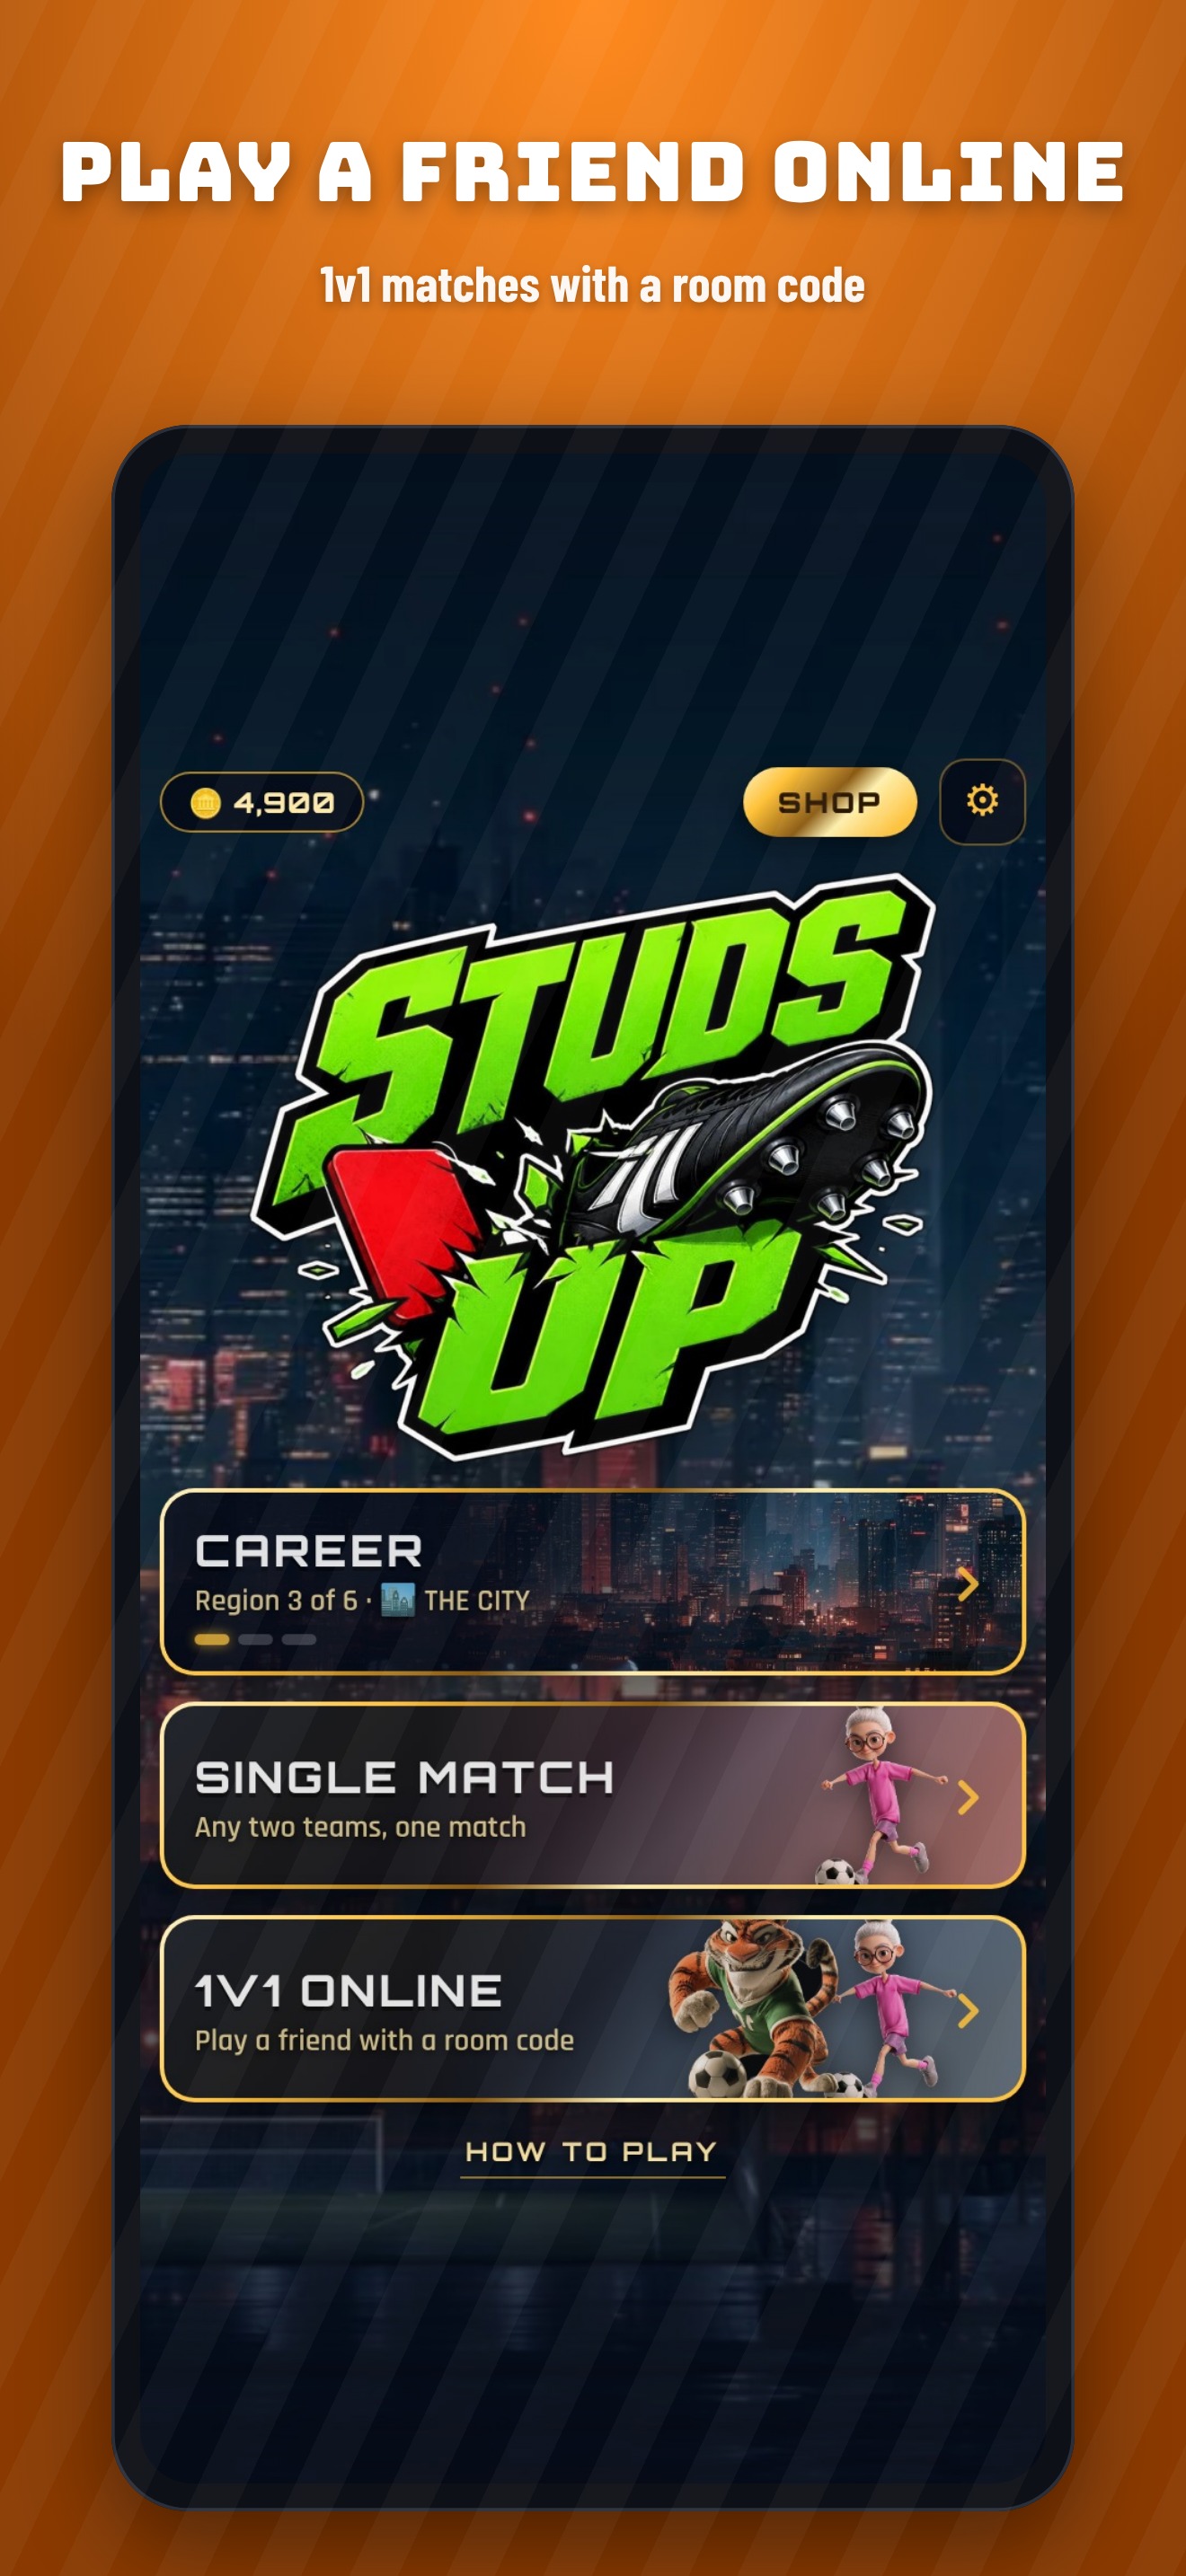 PLAY A FRIEND ONLINE
1v1 matches with a room code
4,900
SHOP
STUDS
UP
CAREER
Region 3 of 6 · 🏙️ THE CITY
SINGLE MATCH
Any two teams, one match
1V1 ONLINE
Play a friend with a room code
HOW TO PLAY